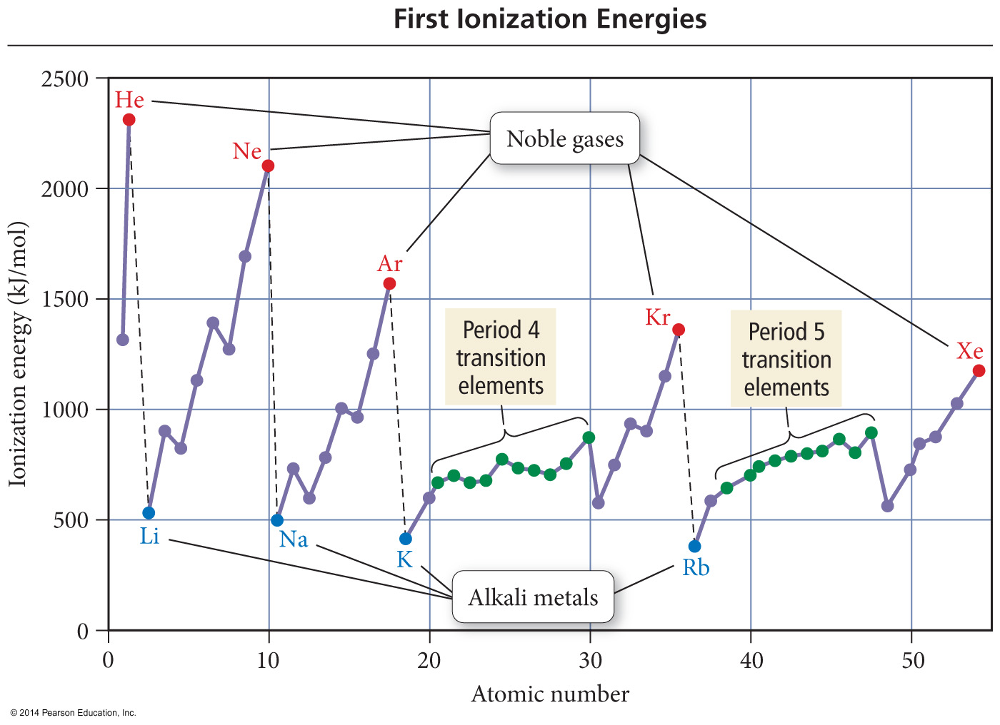 First Ionization Energies
2500
2000
1500
1000
500
0
Ionization energy (kJ/mol)
He
Ne
Noble gases
Ar
Kr
Xe
Period 4
transition
elements
Period 5
transition
elements
Li
Na
K
Rb
Alkali metals
0
10
20
30
40
50
Atomic number
© 2014 Pearson Education, Inc.